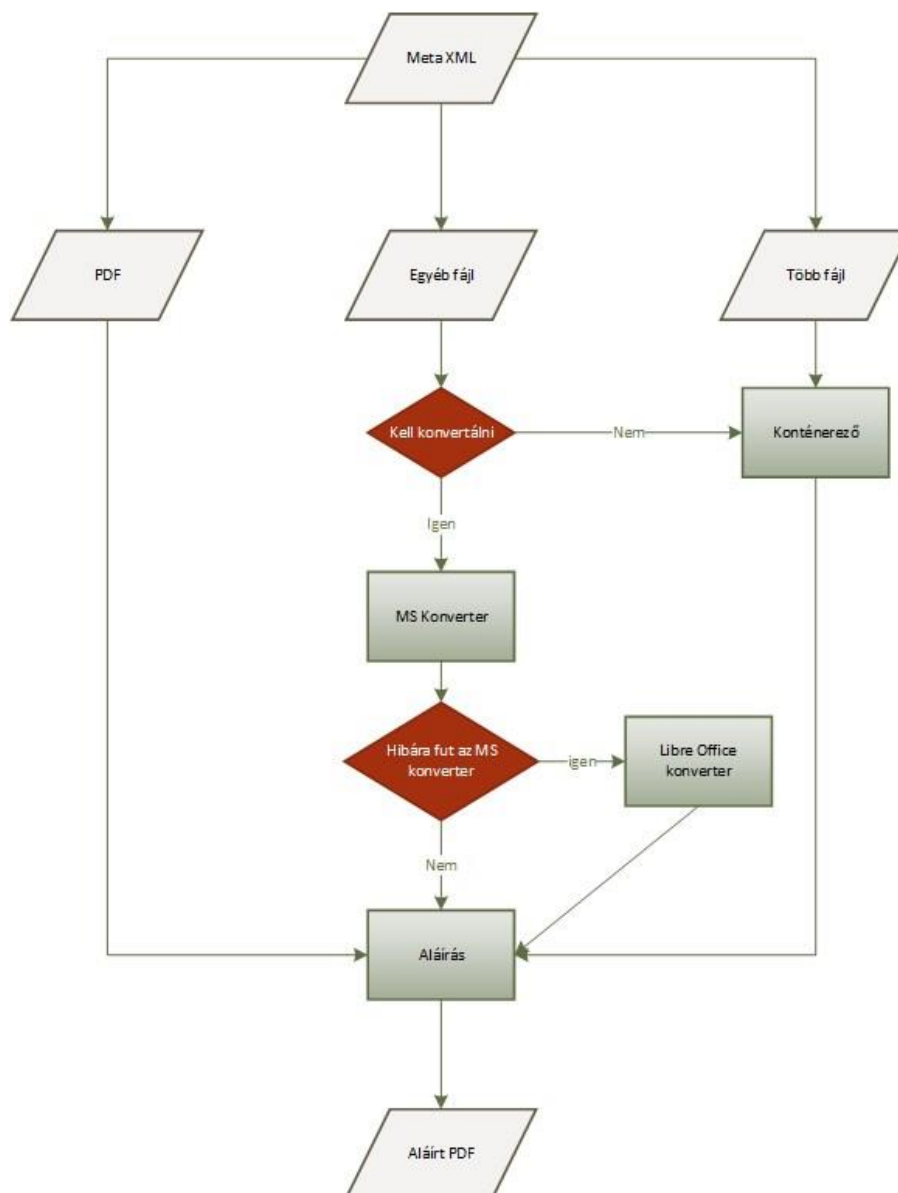 Meta XML
PDF
Egyéb fájl
Több fájl
Kell konvertálni
Nem
Konténerező
Igen
MS Konverter
Hibára fut az MS
konverter
igen
Libre Office
konverter
Nem
Aláírás
Aláírt PDF